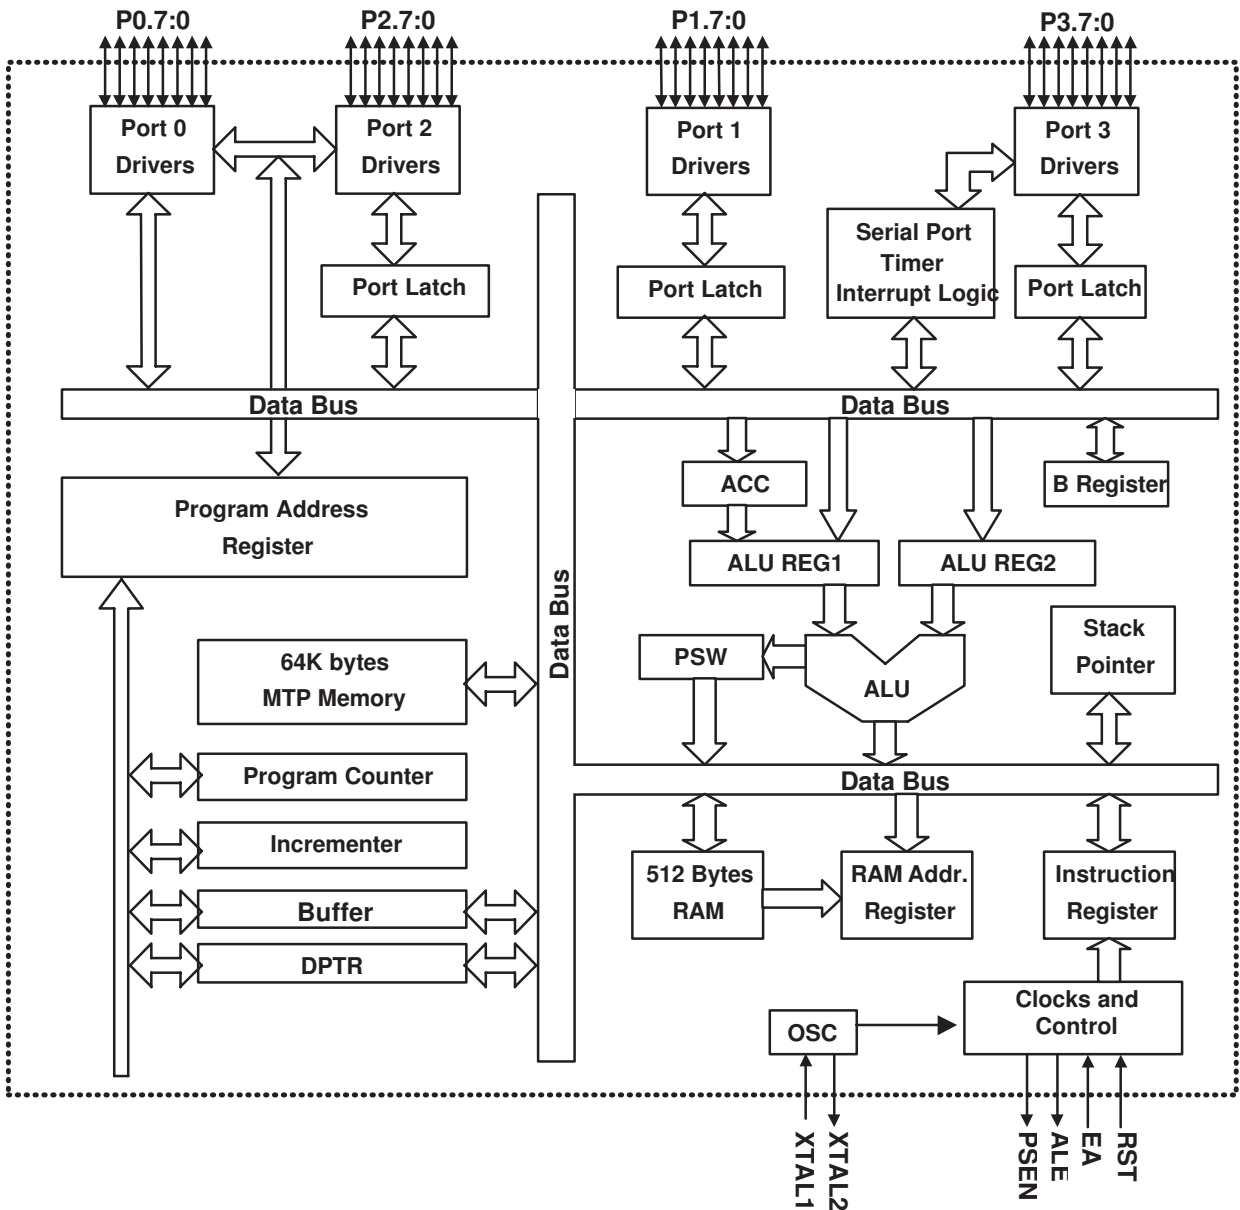 P0.7:0
P2.7:0
P1.7:0
P3.7:0
Port 0
Drivers
Port 2
Drivers
Port 1
Drivers
Port 3
Drivers
Serial Port
Timer
Interrupt Logic
Port Latch
Port Latch
Port Latch
Data Bus
Data Bus
ACC
B Register
Program Address
Register
ALU REG1
ALU REG2
Data Bus
Stack
Pointer
64K bytes
MTP Memory
PSW
ALU
Program Counter
Data Bus
Incrementer
512 Bytes
RAM
RAM Addr.
Register
Instruction
Register
Buffer
DPTR
Clocks and
Control
OSC
XTAL1
XTAL2
PSEN
ALE
EA
RST